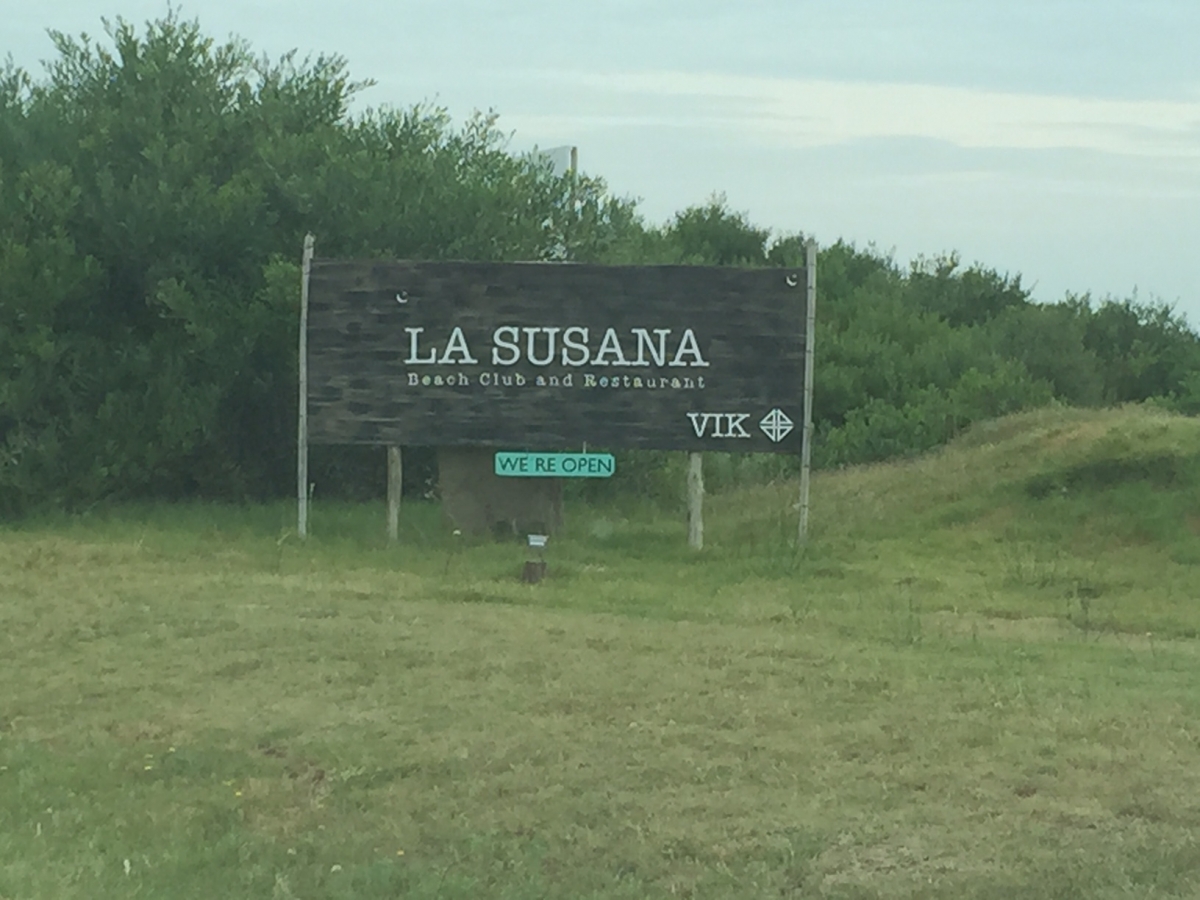 LA SUSANA
Beach Club and Restaurant
VIK
WE RE OPEN